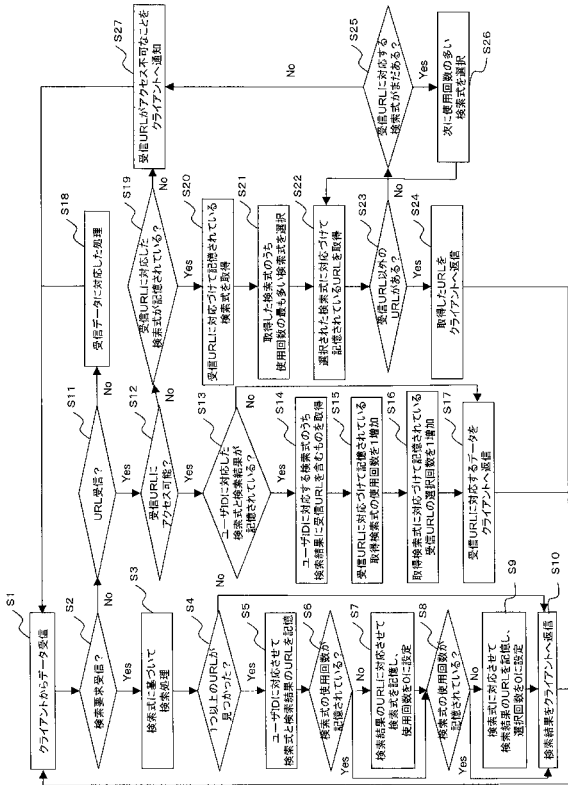 S1
クライアントからデータ受信
S2
検索要求受信?
No
Yes
S3
検索式に基づいて
検索処理
S4
1つ以上のURLが
見つかった?
No
Yes
S5
ユーザIDに対応させて
検索式と検索結果のURLを記憶
S6
検索式の使用回数が
記憶されている?
Yes
No
S7
検索結果のURLに対応させて
検索式を記憶し、
使用回数を0に設定
S8
検索式の使用回数が
記憶されている?
Yes
No
S9
検索式に対応させて
検索結果のURLを記憶し、
選択回数を0に設定
S10
検索結果をクライアントへ返信
S11
URL受信?
No
Yes
S12
受信URLに
アクセス可能?
No
Yes
S13
ユーザIDに対応した
検索式と検索結果が
記憶されている?
No
Yes
S14
ユーザIDに対応する検索式のうち
検索結果に受信URLを含むものを取得
S15
受信URLに対応づけて記憶されている
取得検索式の使用回数を1増加
S16
取得検索式に対応づけて記憶されている
受信URLの選択回数を1増加
S17
受信URLに対応するデータを
クライアントへ返信
S18
受信データに対応した処理
S19
受信URLに対応した
検索式が記憶されている?
No
Yes
S20
受信URLに対応づけて記憶されている
検索式を取得
S21
取得した検索式のうち
使用回数の最も多い検索式を選択
S22
選択された検索式に対応づけて
記憶されているURLを取得
S23
受信URL以外の
URLがある?
No
Yes
S24
取得したURLを
クライアントへ返信
S25
受信URLに対応する
検索式がまだある?
No
Yes
S26
次に使用回数の多い
検索式を選択
S27
受信URLがアクセス不可なことを
クライアントへ通知